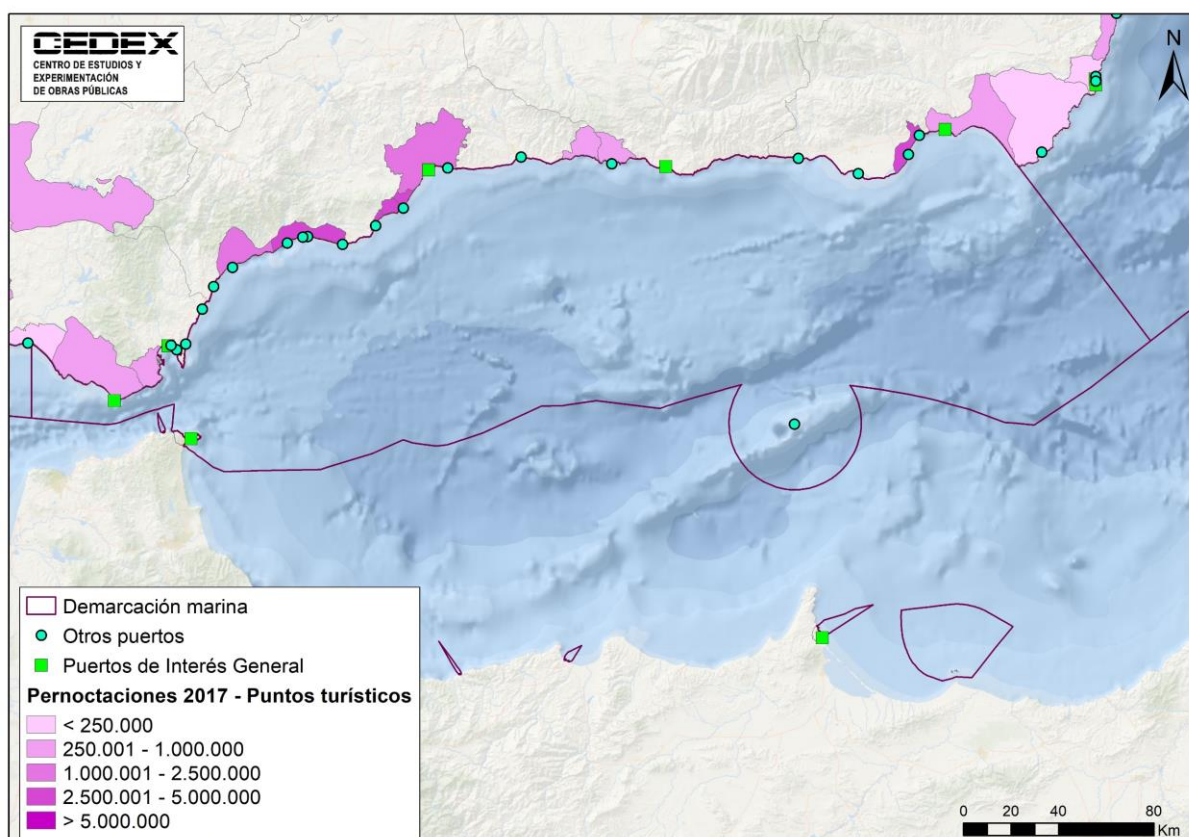 CEDEX
CENTRO DE ESTUDIOS Y
EXPERIMENTACIÓN
DE OBRAS PÚBLICAS
N
Demarcación marina
Otros puertos
Puertos de Interés General
Pernoctaciones 2017 - Puntos turísticos
< 250.000
250.001 - 1.000.000
1.000.001 - 2.500.000
2.500.001 - 5.000.000
> 5.000.000
0 20 40 80
Km